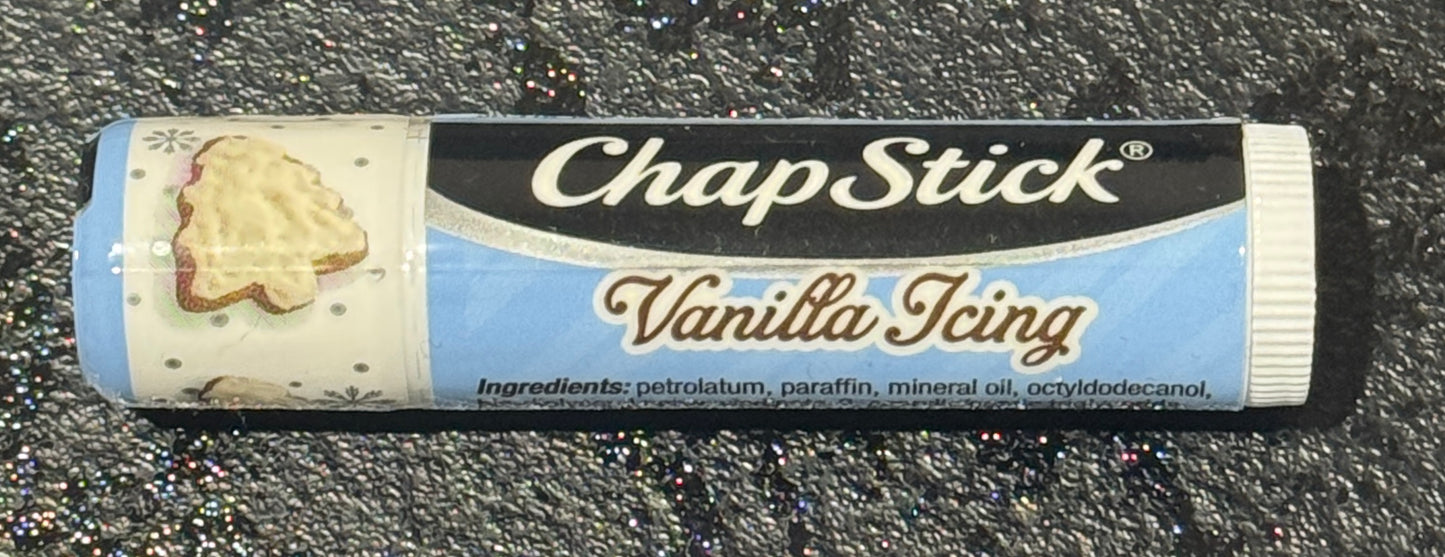 ChapStick®
Vanilla Icing
Ingredients: petrolatum, paraffin, mineral oil, octyldodecanol,